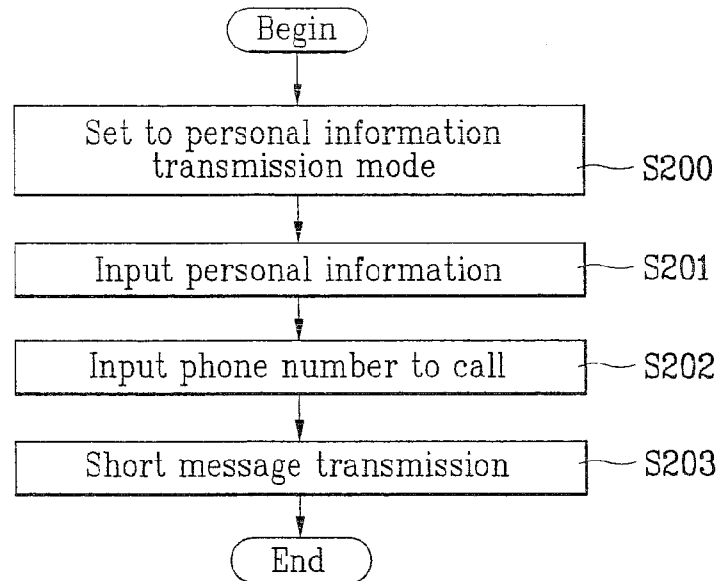 Begin
Set to personal information
transmission mode
S200
Input personal information
S201
Input phone number to call
S202
Short message transmission
S203
End